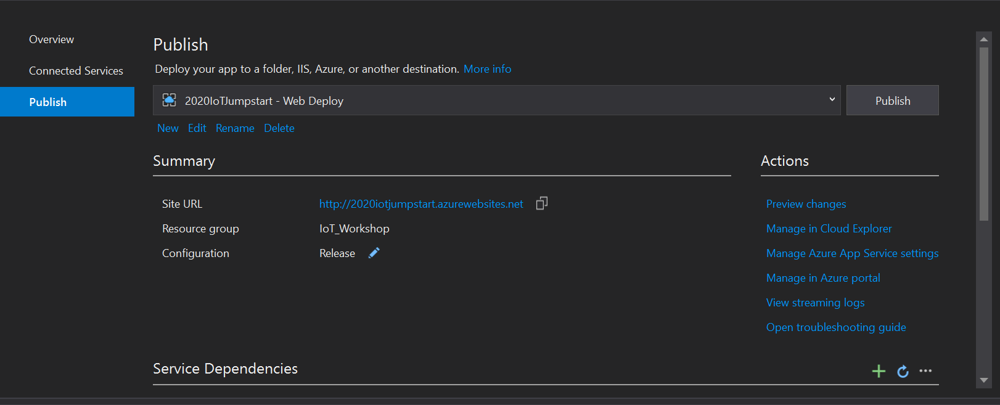 Overview
Connected Services
Publish
Publish
Deploy your app to a folder, IIS, Azure, or another destination. More info
2020IoTJumpstart - Web Deploy
Publish
New Edit Rename Delete
Summary
Site URL http://2020iotjumpstart.azurewebsites.net
Resource group IoT_Workshop
Configuration Release
Actions
Preview changes
Manage in Cloud Explorer
Manage Azure App Service settings
Manage in Azure portal
View streaming logs
Open troubleshooting guide
Service Dependencies